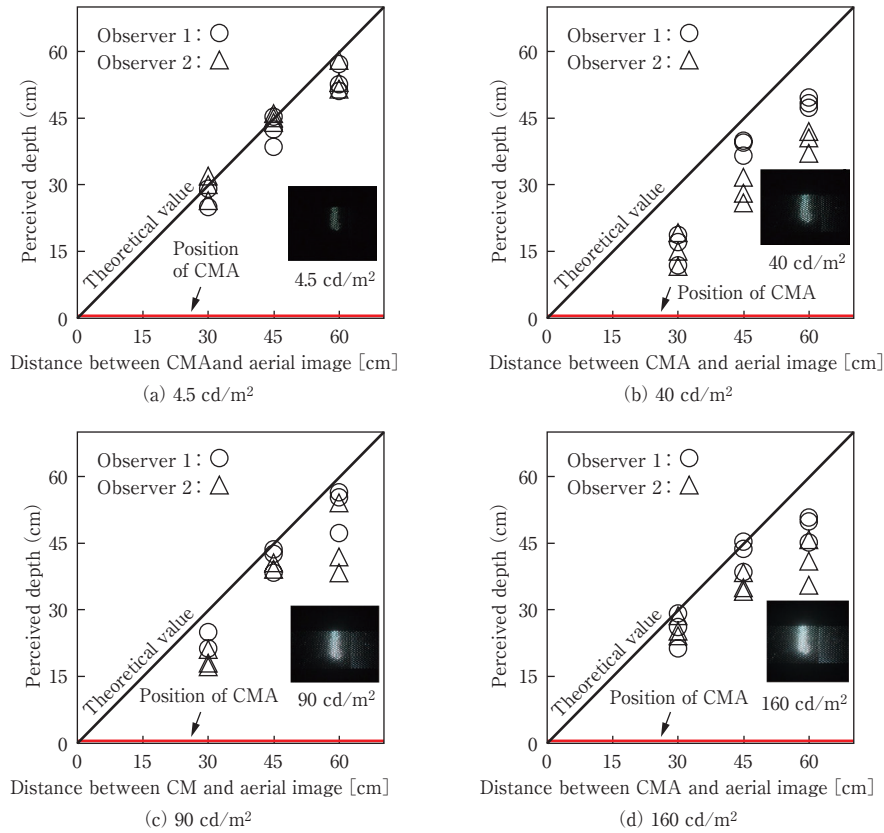 Observer 1: ○
Observer 2: △
60
45
30
15
0
Perceived depth (cm)
Theoretical value
Position
of CMA
4.5 cd/m²
0 15 30 45 60
Distance between CMAand aerial image [cm]
(a) 4.5 cd/m²
Observer 1: ○
Observer 2: △
60
45
30
15
0
Perceived depth (cm)
Theoretical value
40 cd/m²
Position of CMA
0 15 30 45 60
Distance between CMA and aerial image [cm]
(b) 40 cd/m²
Observer 1: ○
Observer 2: △
60
45
30
15
0
Perceived depth (cm)
Theoretical value
Position of CMA
90 cd/m²
0 15 30 45 60
Distance between CM and aerial image [cm]
(c) 90 cd/m²
Observer 1: ○
Observer 2: △
60
45
30
15
0
Perceived depth (cm)
Theoretical value
Position of CMA
160 cd/m²
0 15 30 45 60
Distance between CMA and aerial image [cm]
(d) 160 cd/m²